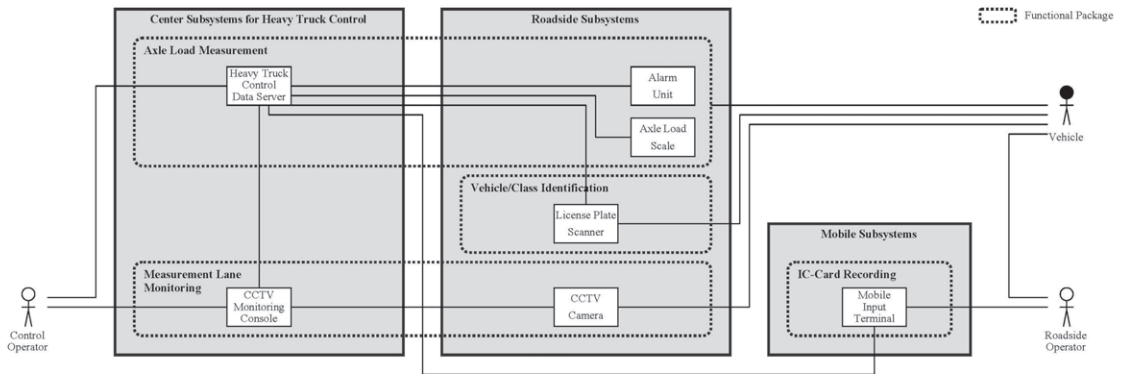 Center Subsystems for Heavy Truck Control
Roadside Subsystems
Functional Package
Axle Load Measurement
Heavy Truck
Control
Data Server
Alarm
Unit
Axle Load
Scale
Vehicle
Vehicle/Class Identification
License Plate
Scanner
Mobile Subsystems
Measurement Lane
Monitoring
IC-Card Recording
CCTV
Monitoring
Console
CCTV
Camera
Mobile
Input
Terminal
Control
Operator
Roadside
Operator